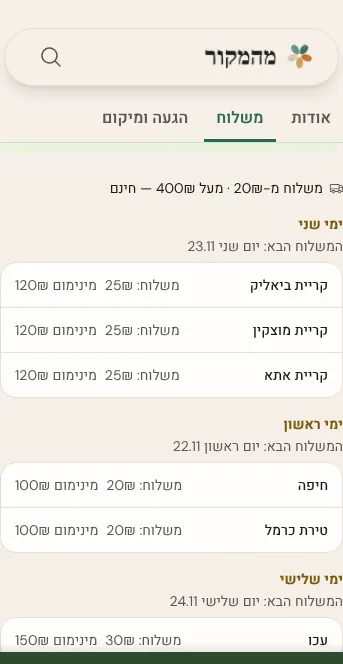 מהמקור
אודות משלוח הגעה ומיקום
משלוח מ-20₪ · מעל 400₪ — חינם
ימי שני
המשלוח הבא: יום שני 23.11
קריית ביאליק משלוח: 25₪ מינימום 120₪
קריית מוצקין משלוח: 25₪ מינימום 120₪
קריית אתא משלוח: 25₪ מינימום 120₪
ימי ראשון
המשלוח הבא: יום ראשון 22.11
חיפה משלוח: 20₪ מינימום 100₪
טירת כרמל משלוח: 20₪ מינימום 100₪
ימי שלישי
המשלוח הבא: יום שלישי 24.11
עכו משלוח: 30₪ מינימום 150₪